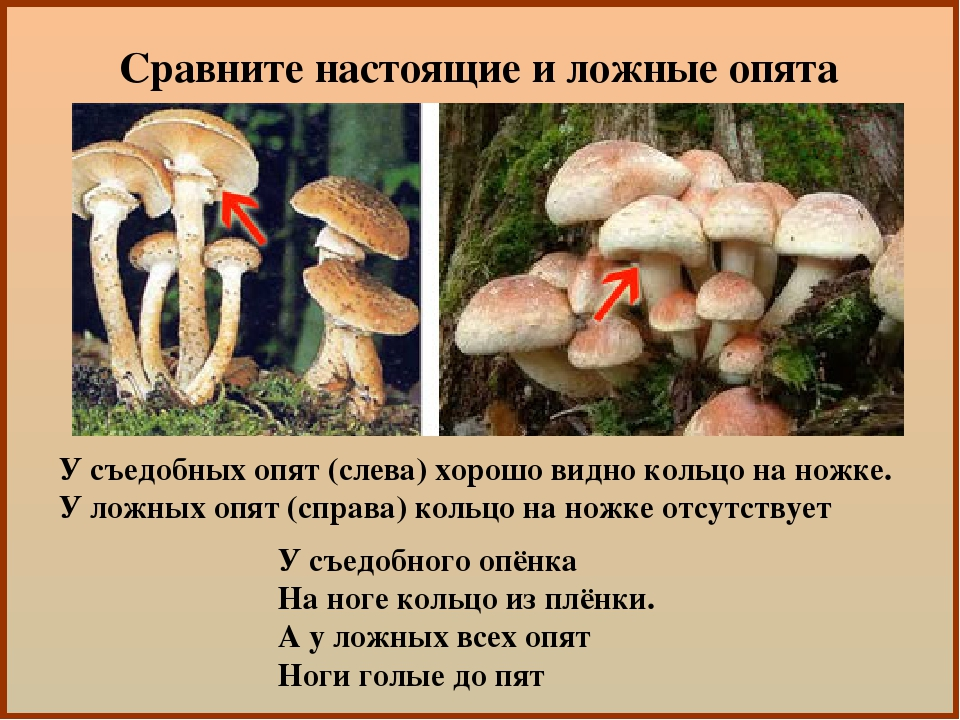 Сравните настоящие и ложные опята
У съедобных опят (слева) хорошо видно кольцо на ножке.
У ложных опят (справа) кольцо на ножке отсутствует
У съедобного опёнка
На ноге кольцо из плёнки.
А у ложных всех опят
Ноги голые до пят